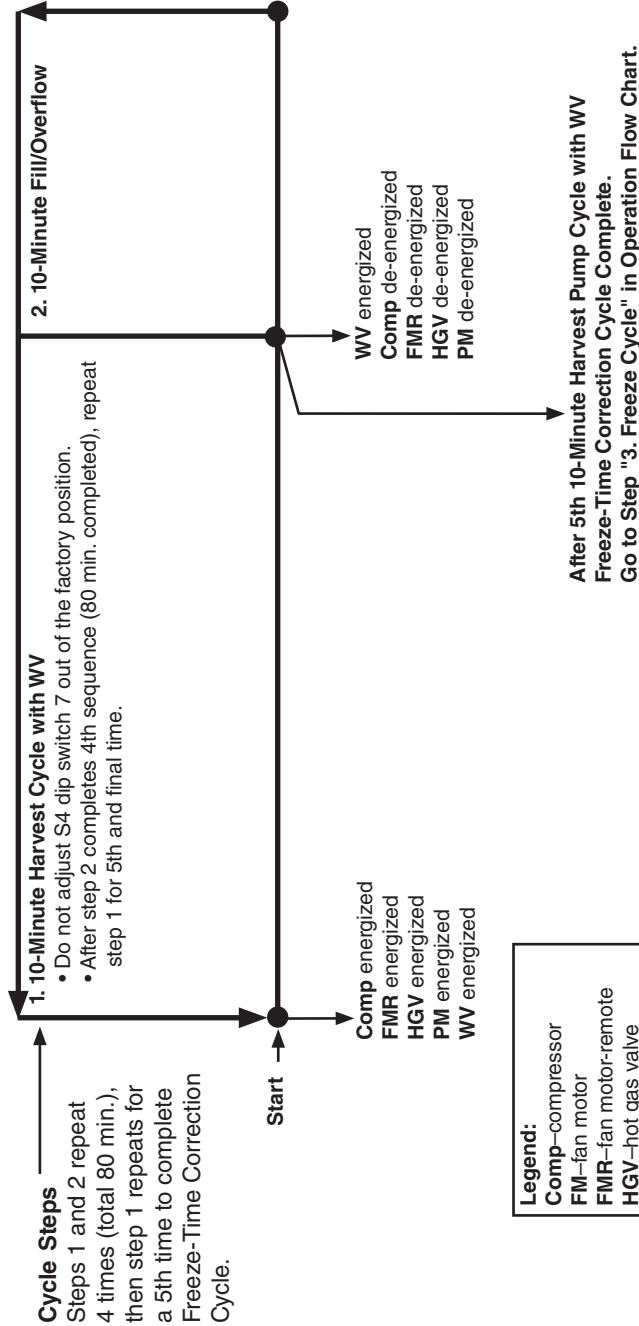 Cycle Steps
Steps 1 and 2 repeat
4 times (total 80 min.),
then step 1 repeats for
a 5th time to complete
Freeze-Time Correction
Cycle.
1. 10-Minute Harvest Cycle with WV
• Do not adjust S4 dip switch 7 out of the factory position.
• After step 2 completes 4th sequence (80 min. completed), repeat
step 1 for 5th and final time.
2. 10-Minute Fill/Overflow
Start
Comp energized
FMR energized
HGV energized
PM energized
WV energized
WV energized
Comp de-energized
FMR de-energized
HGV de-energized
PM de-energized
After 5th 10-Minute Harvest Pump Cycle with WV
Freeze-Time Correction Cycle Complete.
Go to Step "3. Freeze Cycle" in Operation Flow Chart.
Legend:
Comp–compressor
FM–fan motor
FMR–fan motor-remote
HGV–hot gas valve